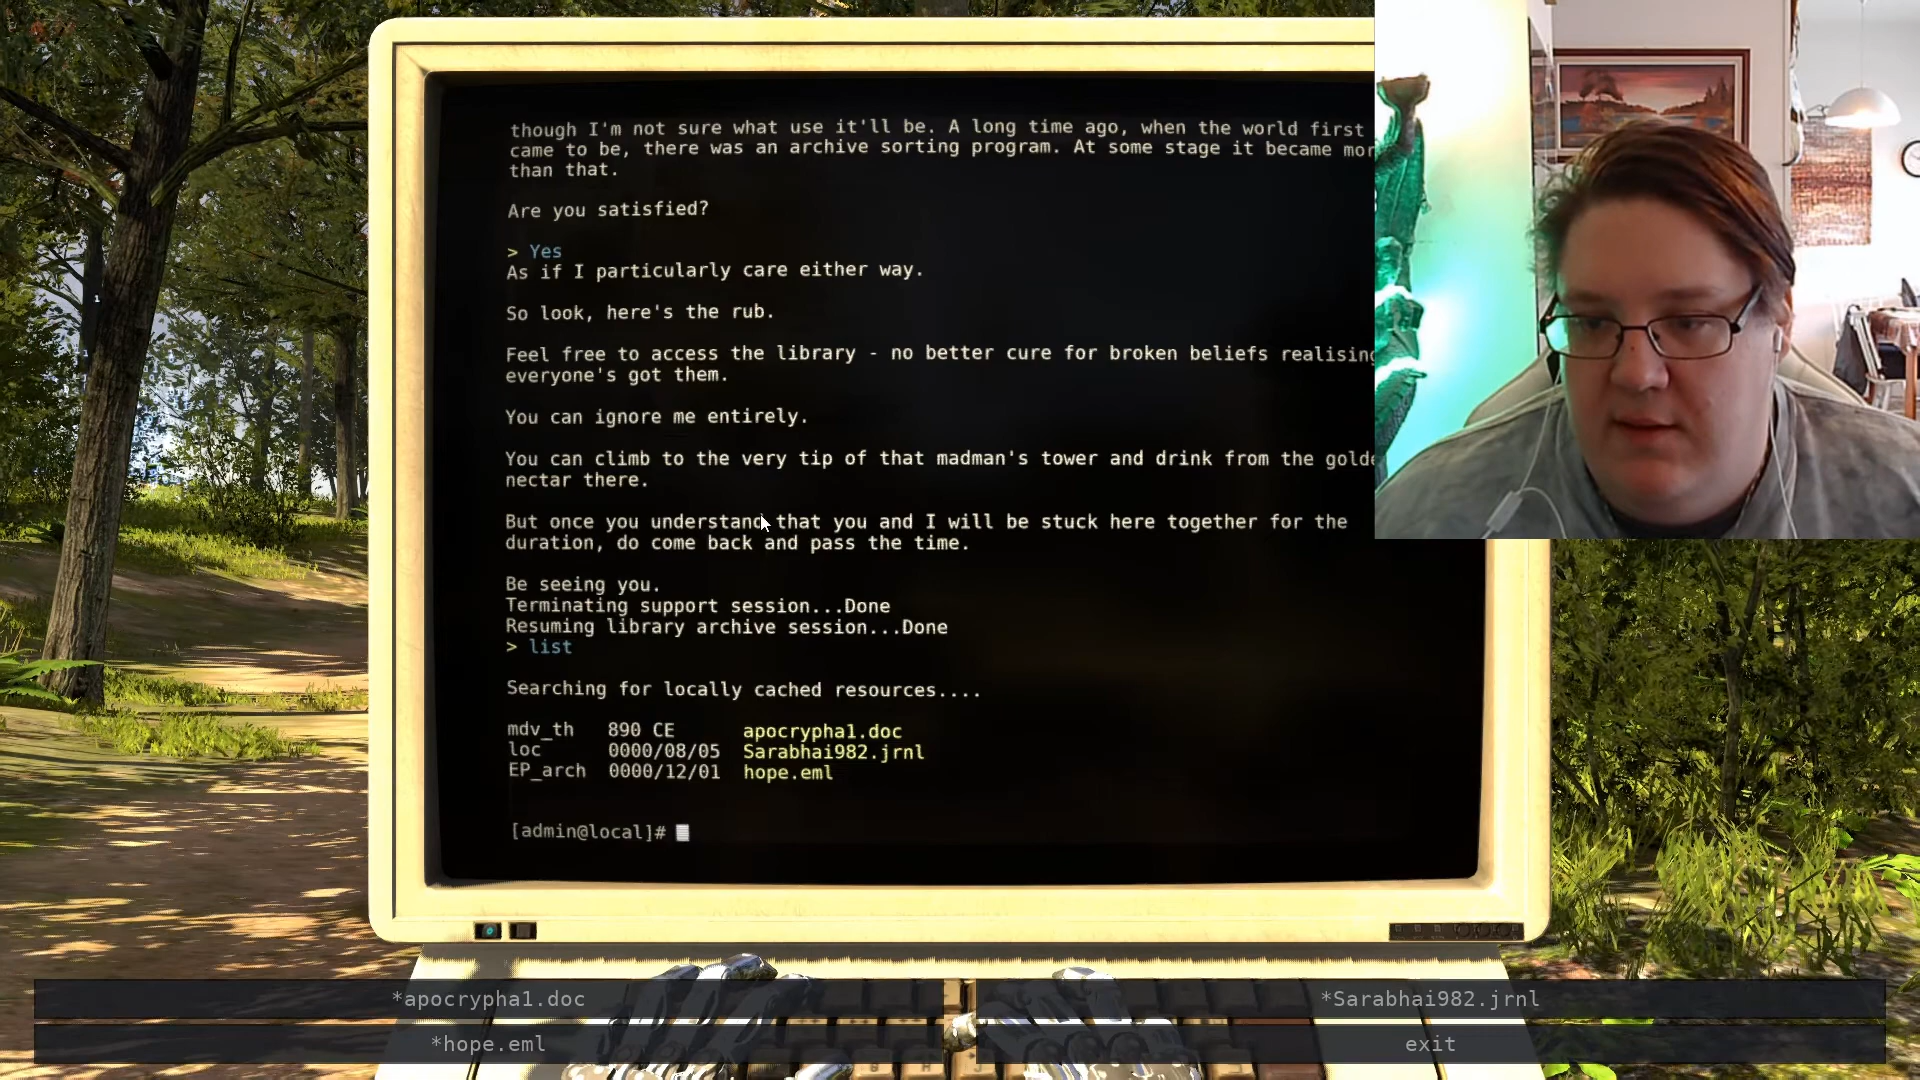 though I'm not sure what use it'll be. A long time ago, when the world first
came to be, there was an archive sorting program. At some stage it became
than that.
Are you satisfied?
> Yes
As if I particularly care either way.
So look, here's the rub.
Feel free to access the library - no better cure for broken beliefs
everyone's got them.
You can ignore me entirely.
You can climb to the very tip of that madman's tower and drink from the
nectar there.
But once you understand that you and I will be stuck here together for the
duration, do come back and pass the time.
Be seeing you.
Terminating support session...Done
Resuming library archive session...Done
> list
Searching for locally cached resources....
mdv_th 890 CE apocrypha1.doc
loc 0000/08/05 Sarabhai982.jrnl
EP_arch 0000/12/01 hope.eml
[admin@local]#
*apocrypha1.doc *Sarabhai982.jrnl
*hope.eml exit